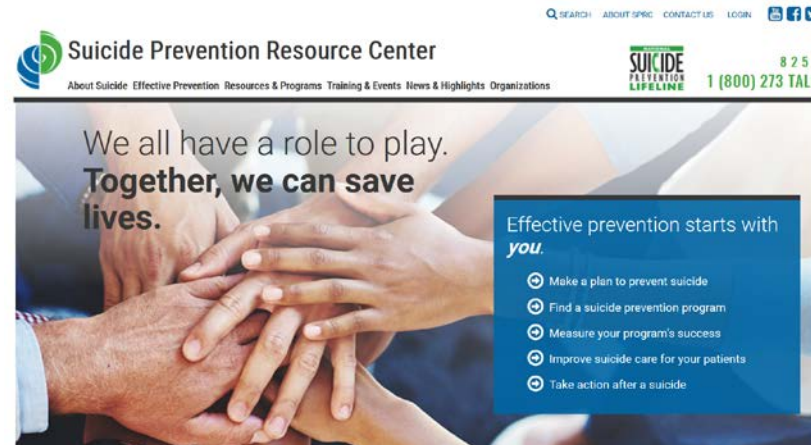 SEARCH ABOUT SPRC CONTACT US LOGIN
Suicide Prevention Resource Center
NATIONAL
SUICIDE
PREVENTION
LIFELINE
825
1 (800) 273 TAL
About Suicide Effective Prevention Resources & Programs Training & Events News & Highlights Organizations
We all have a role to play.
Together, we can save
lives.
Effective prevention starts with
you.
Make a plan to prevent suicide
Find a suicide prevention program
Measure your program's success
Improve suicide care for your patients
Take action after a suicide